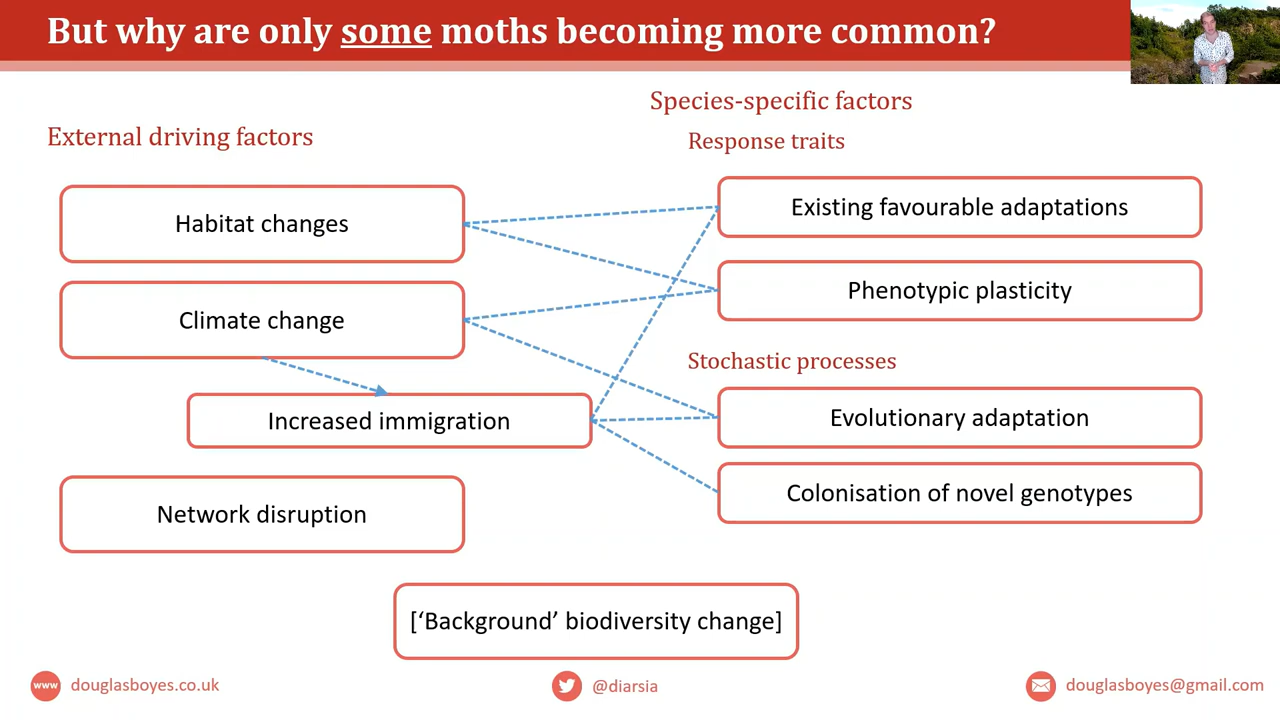 But why are only some moths becoming more common?
External driving factors
Habitat changes
Climate change
Increased immigration
Network disruption
Species-specific factors
Response traits
Existing favourable adaptations
Phenotypic plasticity
Stochastic processes
Evolutionary adaptation
Colonisation of novel genotypes
[‘Background’ biodiversity change]
www douglasboyes.co.uk
@diarsia
douglasboyes@gmail.com